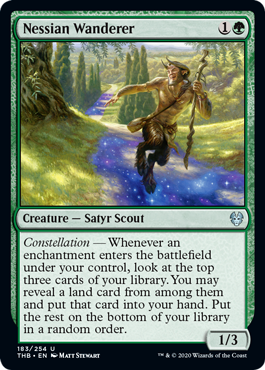 Nessian Wanderer 1
Creature — Satyr Scout
Constellation — Whenever an
enchantment enters the battlefield
under your control, look at the top
three cards of your library. You may
reveal a land card from among them
and put that card into your hand. Put
the rest on the bottom of your library
in a random order.
1/3
183/254 U
THB • EN MATT STEWART ™ & © 2020 Wizards of the Coast